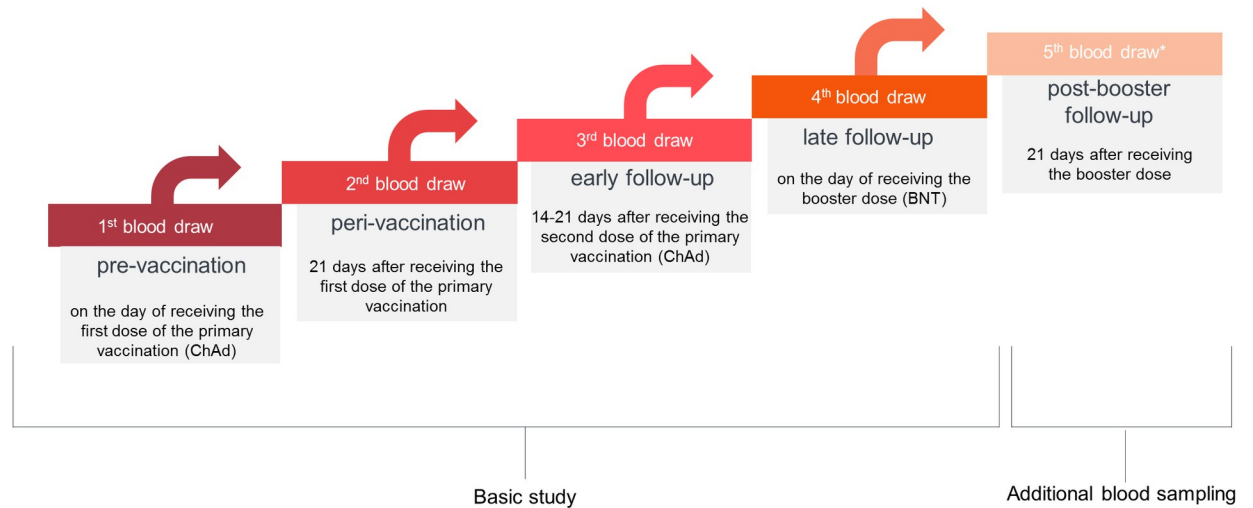 1st blood draw
pre-vaccination
on the day of receiving the
first dose of the primary
vaccination (ChAd)
2nd blood draw
peri-vaccination
21 days after receiving the
first dose of the primary
vaccination
3rd blood draw
early follow-up
14-21 days after receiving the
second dose of the primary
vaccination (ChAd)
4th blood draw
late follow-up
on the day of receiving the
booster dose (BNT)
5th blood draw*
post-booster
follow-up
21 days after receiving
the booster dose
Basic study
Additional blood sampling